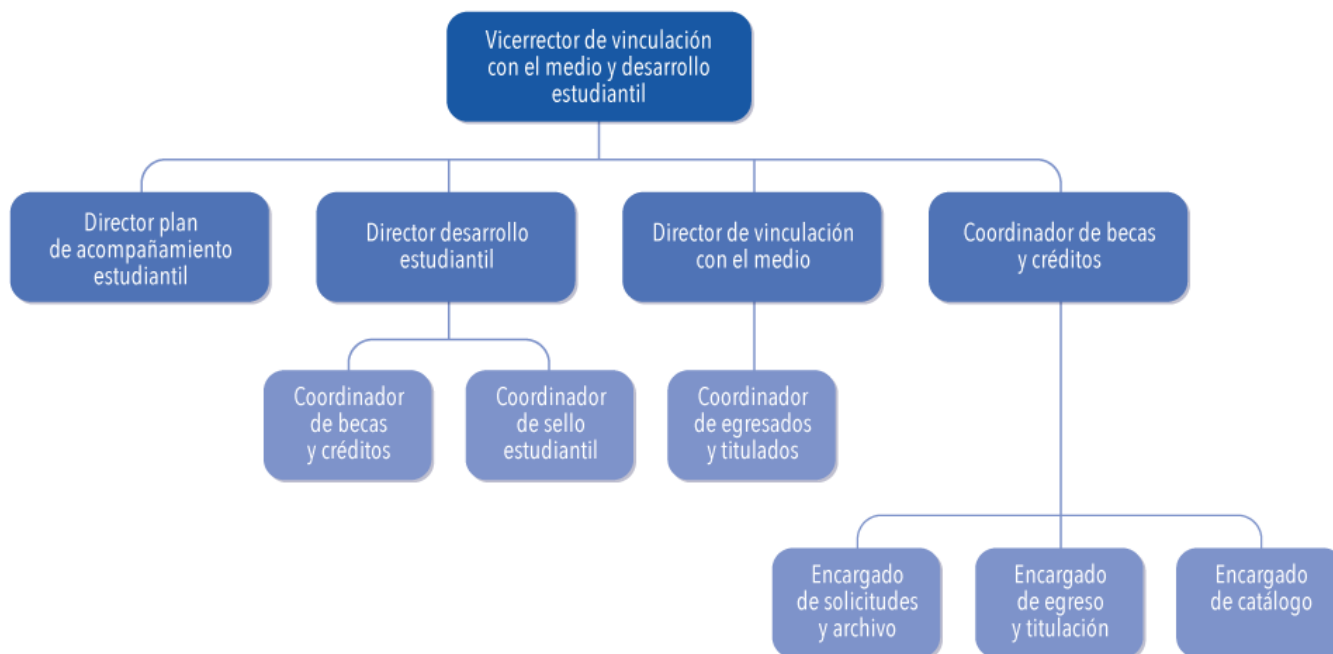 Vicerrector de vinculación
con el medio y desarrollo
estudiantil
Director plan
de acompañamiento
estudiantil
Director desarrollo
estudiantil
Director de vinculación
con el medio
Coordinador de becas
y créditos
Coordinador
de becas
y créditos
Coordinador
de sello
estudiantil
Coordinador
de egresados
y titulados
Encargado
de solicitudes
y archivo
Encargado
de egreso
y titulación
Encargado
de catálogo